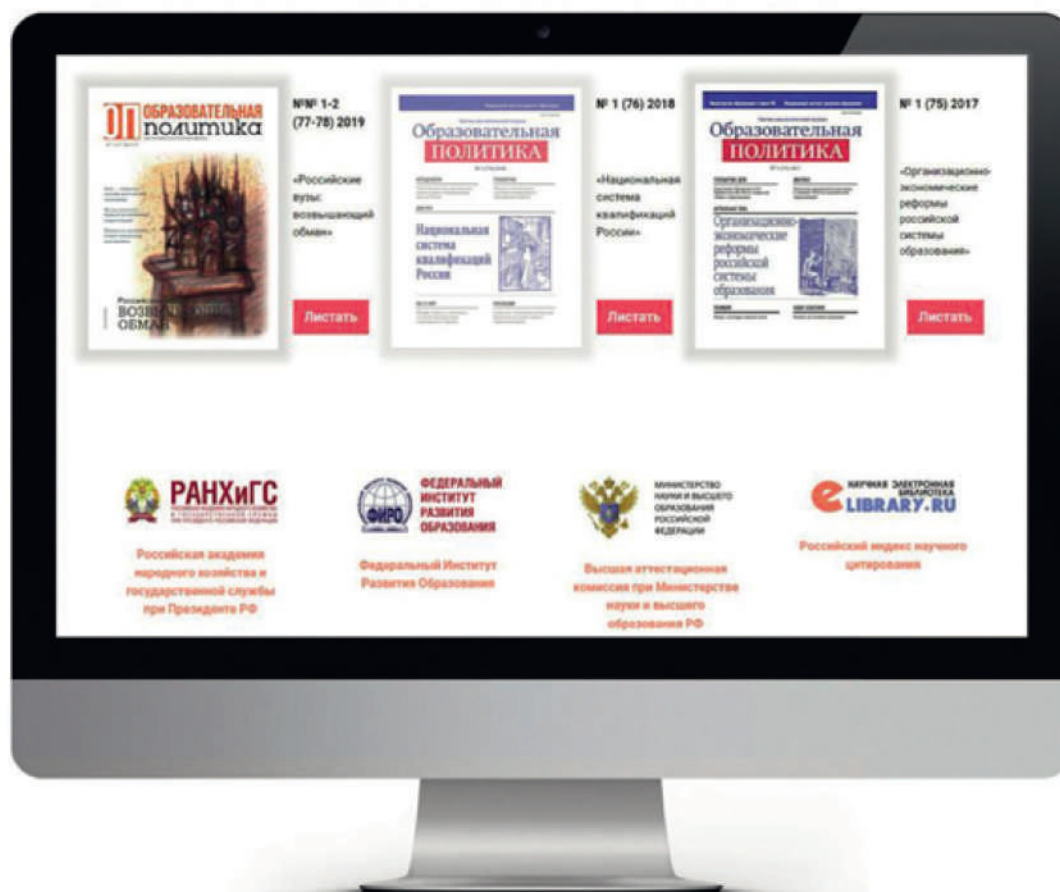 ОБРАЗОВАТЕЛЬНАЯ
политика
Российские
ВОЗВЫШАЮЩИЙ
ОБМАН
№№ 1-2
(77-78) 2019
«Российские
вузы:
возвышающий
обман»
Листать
Образовательная
ПОЛИТИКА
Национальная
система
квалификаций
России
№ 1 (76) 2018
«Национальная
система
квалификаций
России»
Листать
Образовательная
ПОЛИТИКА
Организационно-
экономические
реформы
российской
системы
образования
№ 1 (75) 2017
«Организационно-
экономические
реформы
российской
системы
образования»
Листать
РАНХиГС
Российская академия
народного хозяйства и
государственной службы
при Президенте РФ
ФИРО
ФЕДЕРАЛЬНЫЙ
ИНСТИТУТ
РАЗВИТИЯ
ОБРАЗОВАНИЯ
Федеральный Институт
Развития Образования
МИНИСТЕРСТВО
НАУКИ И ВЫСШЕГО
ОБРАЗОВАНИЯ
РОССИЙСКОЙ
ФЕДЕРАЦИИ
Высшая аттестационная
комиссия при Министерстве
науки и высшего
образования РФ
НАУЧНАЯ ЭЛЕКТРОННАЯ
БИБЛИОТЕКА
eLIBRARY.RU
Российский индекс научного
цитирования